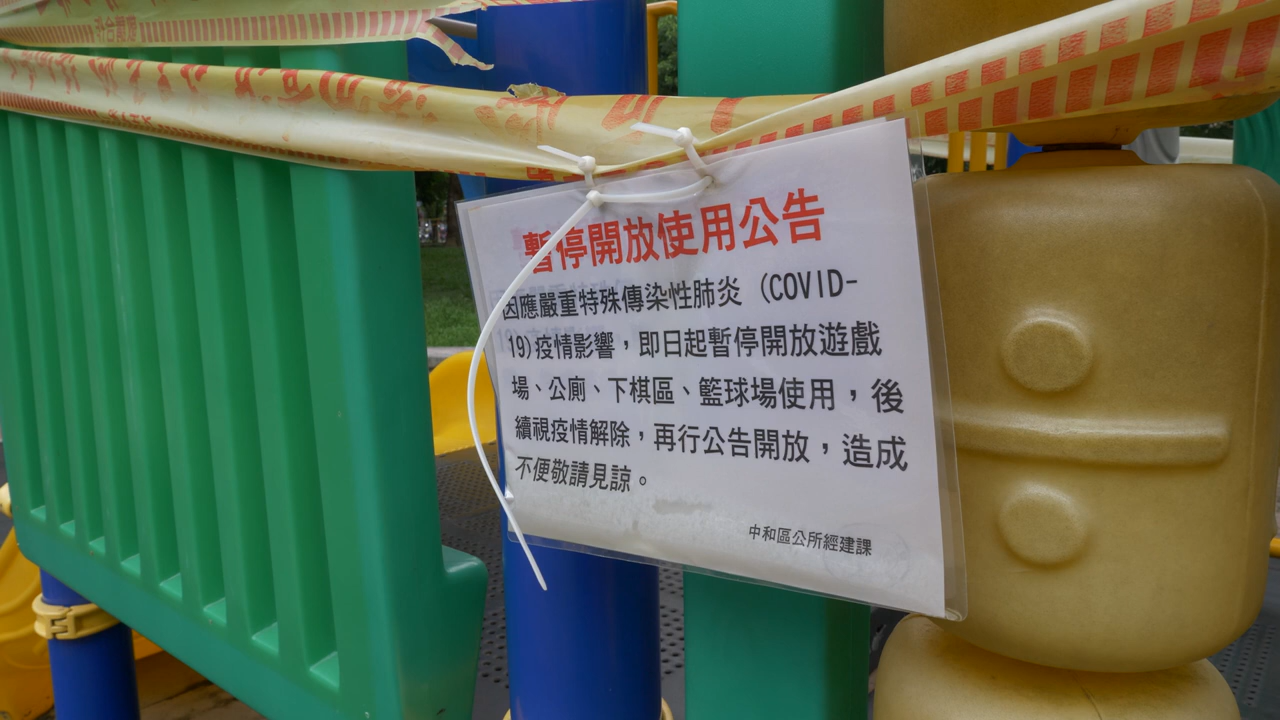 暫停開放使用公告
因應嚴重特殊傳染性肺炎（COVID-
19)疫情影響，即日起暫停開放遊戲
場、公廁、下棋區、籃球場使用，後
續視疫情解除，再行公告開放，造成
不便敬請見諒。
中和區公所經建課